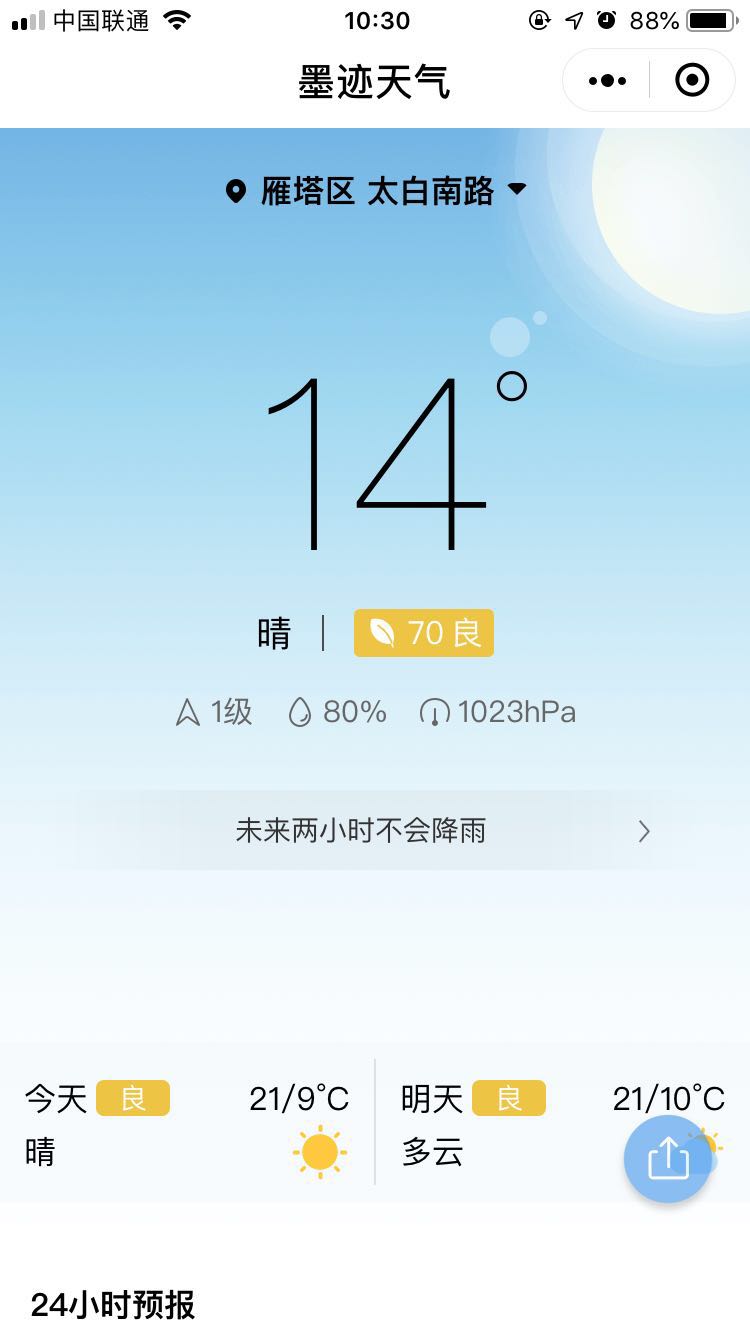 中国联通 10:30 88%
墨迹天气
雁塔区 太白南路
14°
晴 70 良
1级 80% 1023hPa
未来两小时不会降雨
今天 良 21/9°C
晴
明天 良 21/10°C
多云
24小时预报